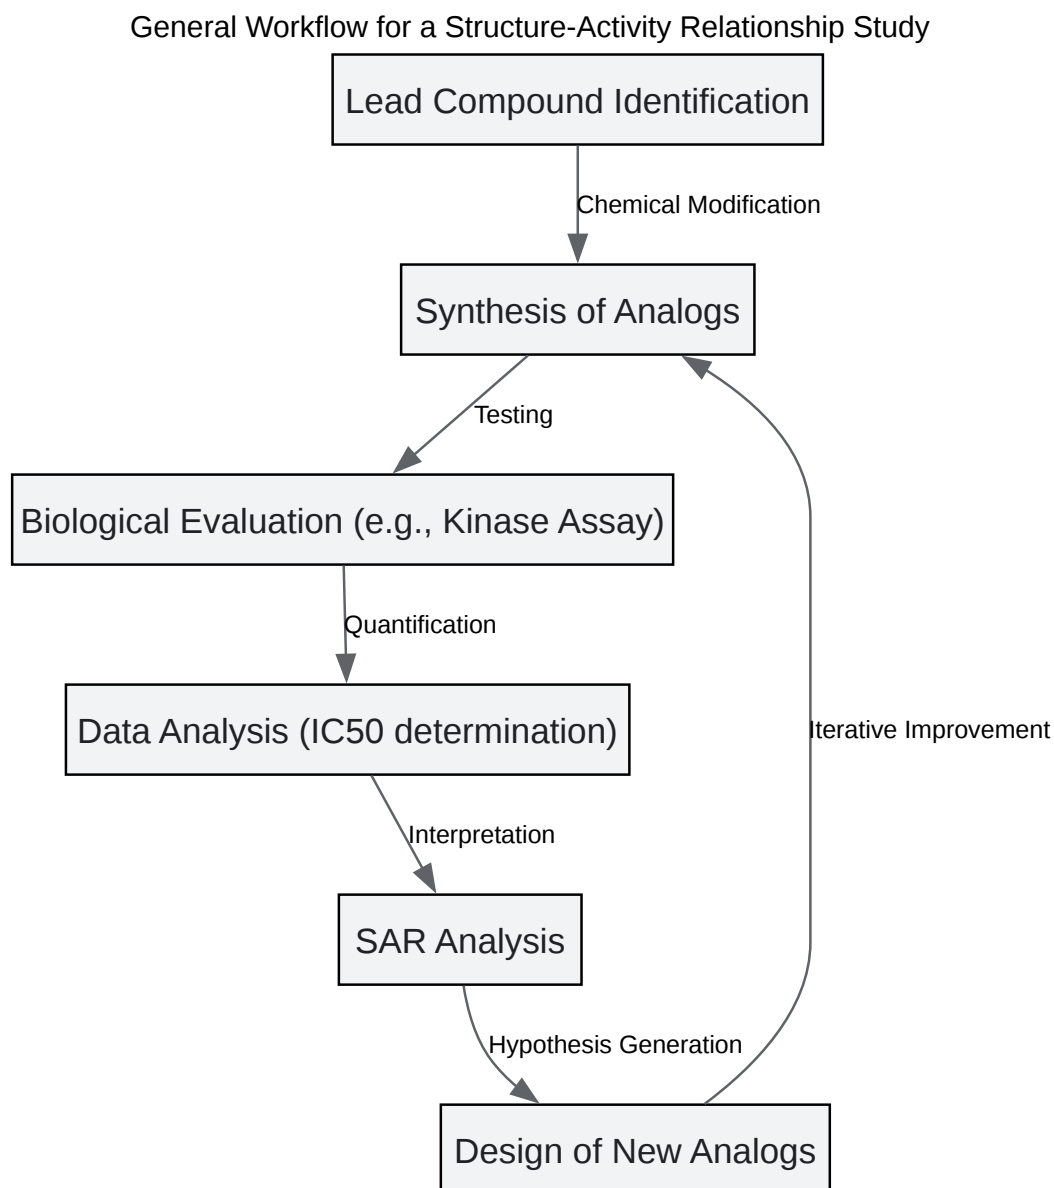 General Workflow for a Structure-Activity Relationship Study
Lead Compound Identification
Chemical Modification
Synthesis of Analogs
Testing
Biological Evaluation (e.g., Kinase Assay)
Quantification
Data Analysis (IC50 determination)
Iterative Improvement
Interpretation
SAR Analysis
Hypothesis Generation
Design of New Analogs